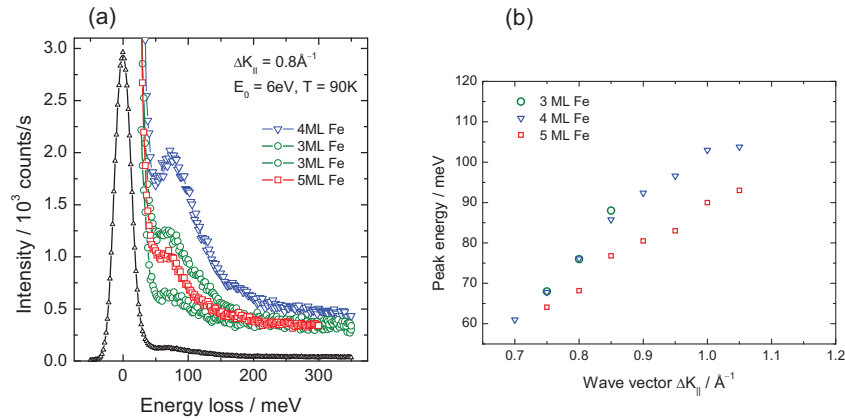 (a)
3.0
2.5
2.0
1.5
1.0
0.5
0.0
Intensity / 10³ counts/s
ΔK|| = 0.8Å⁻¹
E₀ = 6eV, T = 90K
4ML Fe
3ML Fe
3ML Fe
5ML Fe
0 100 200 300
Energy loss / meV
(b)
120
110
100
90
80
70
60
Peak energy / meV
3 ML Fe
4 ML Fe
5 ML Fe
0.7 0.8 0.9 1.0 1.1 1.2
Wave vector ΔK|| / Å⁻¹